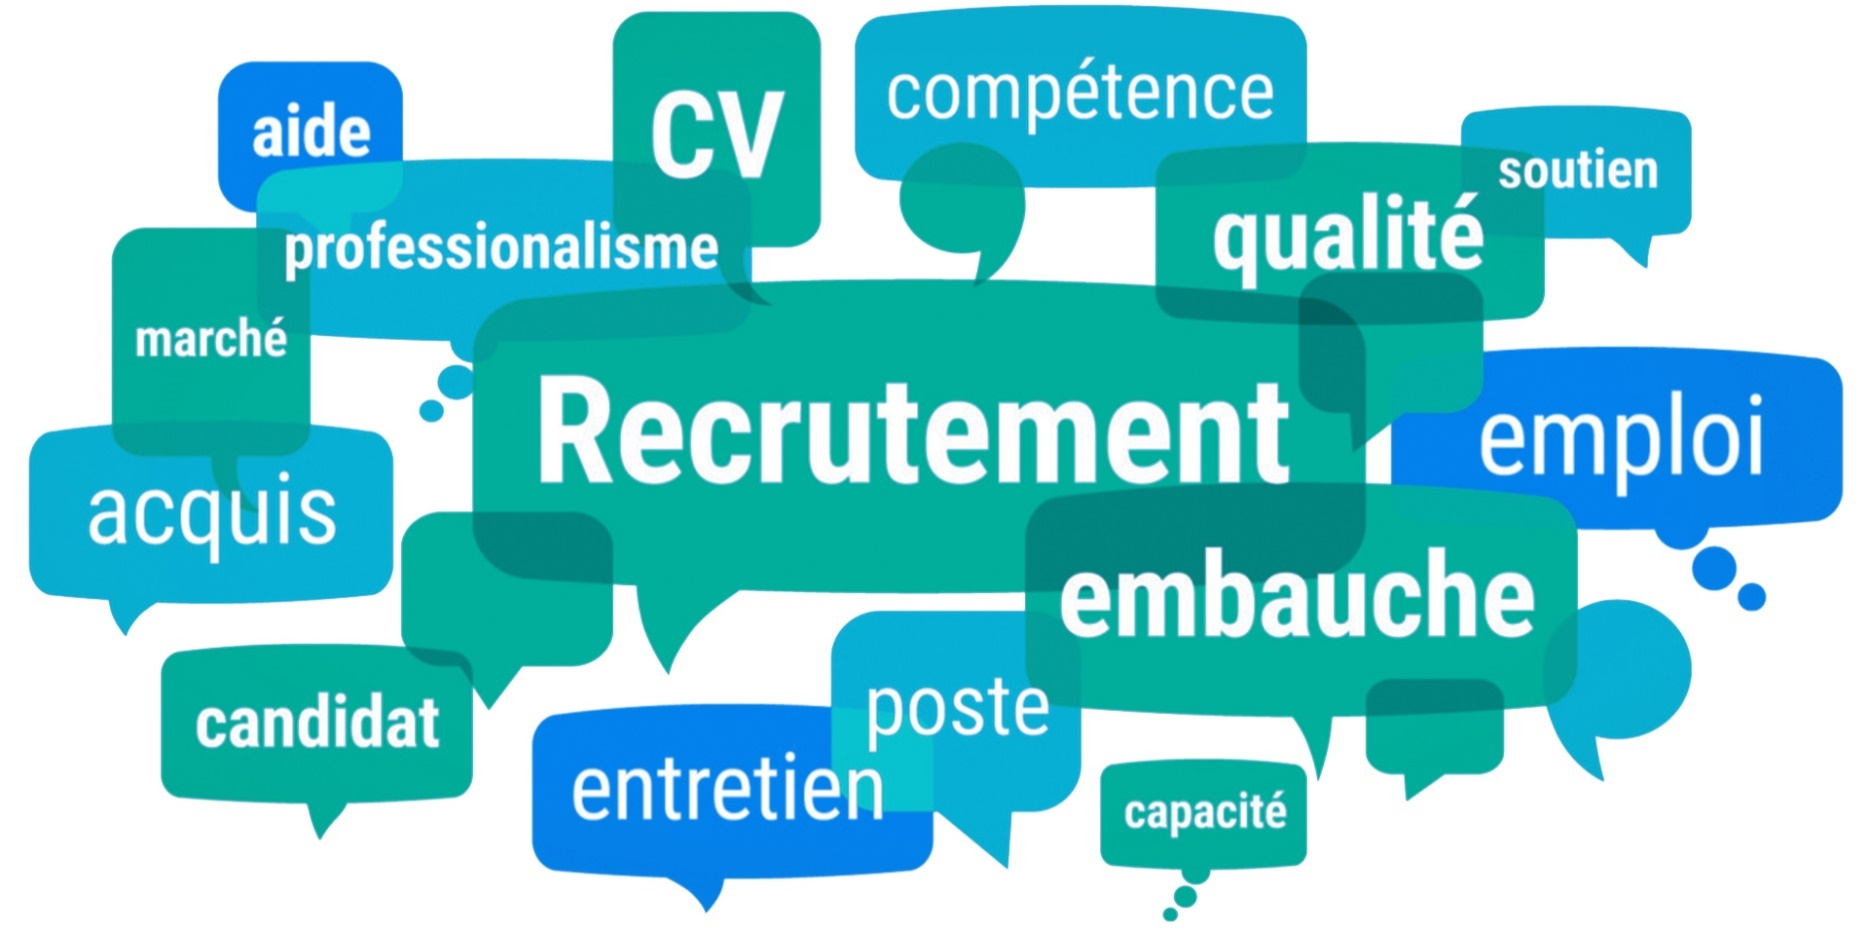 CV
compétence
aide
soutien
professionalisme
qualité
marché
Recrutement
emploi
acquis
embauche
candidat
poste
entretien
capacité